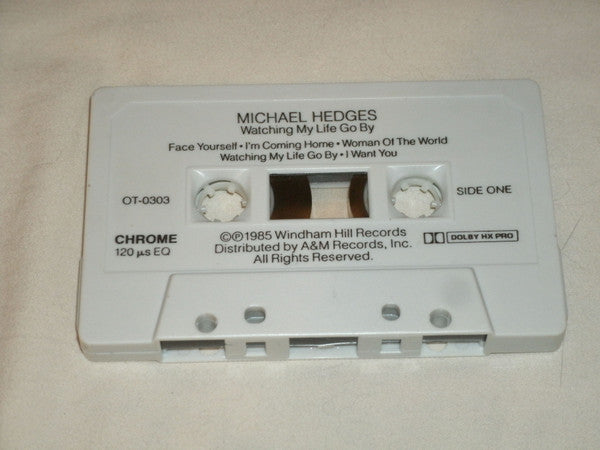 MICHAEL HEDGES
Watching My Life Go By
Face Yourself • I'm Coming Home • Woman Of The World
Watching My Life Go By • I Want You
OT-0303
SIDE ONE
CHROME
120 µs EQ
©℗1985 Windham Hill Records
Distributed by A&M Records, Inc.
All Rights Reserved.
DOLBY HX PRO